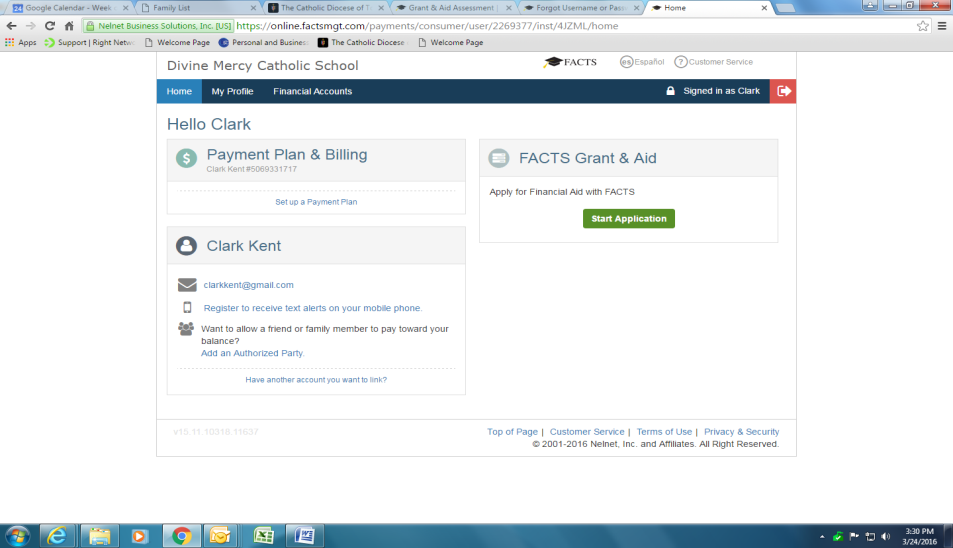 24 Google Calendar - Week
Family List
The Catholic Diocese of
Grant & Aid Assessment
Forgot Username or Pass
Home
Nelnet Business Solutions, Inc. [US] https://online.factsmgt.com/payments/consumer/user/2269377/inst/4JZML/home
Apps
Support | Right Netw
Welcome Page
Personal and Business
The Catholic Diocese
Welcome Page
Divine Mercy Catholic School
FACTS
es Español
? Customer Service
Home
My Profile
Financial Accounts
Signed in as Clark
Hello Clark
$ Payment Plan & Billing
Clark Kent #5069331717
Set up a Payment Plan
FACTS Grant & Aid
Apply for Financial Aid with FACTS
Start Application
Clark Kent
clarkkent@gmail.com
Register to receive text alerts on your mobile phone.
Want to allow a friend or family member to pay toward your
balance?
Add an Authorized Party.
Have another account you want to link?
v15.11.10318.11637
Top of Page | Customer Service | Terms of Use | Privacy & Security
© 2001-2016 Nelnet, Inc. and Affiliates. All Right Reserved.
3:30 PM
3/24/2016